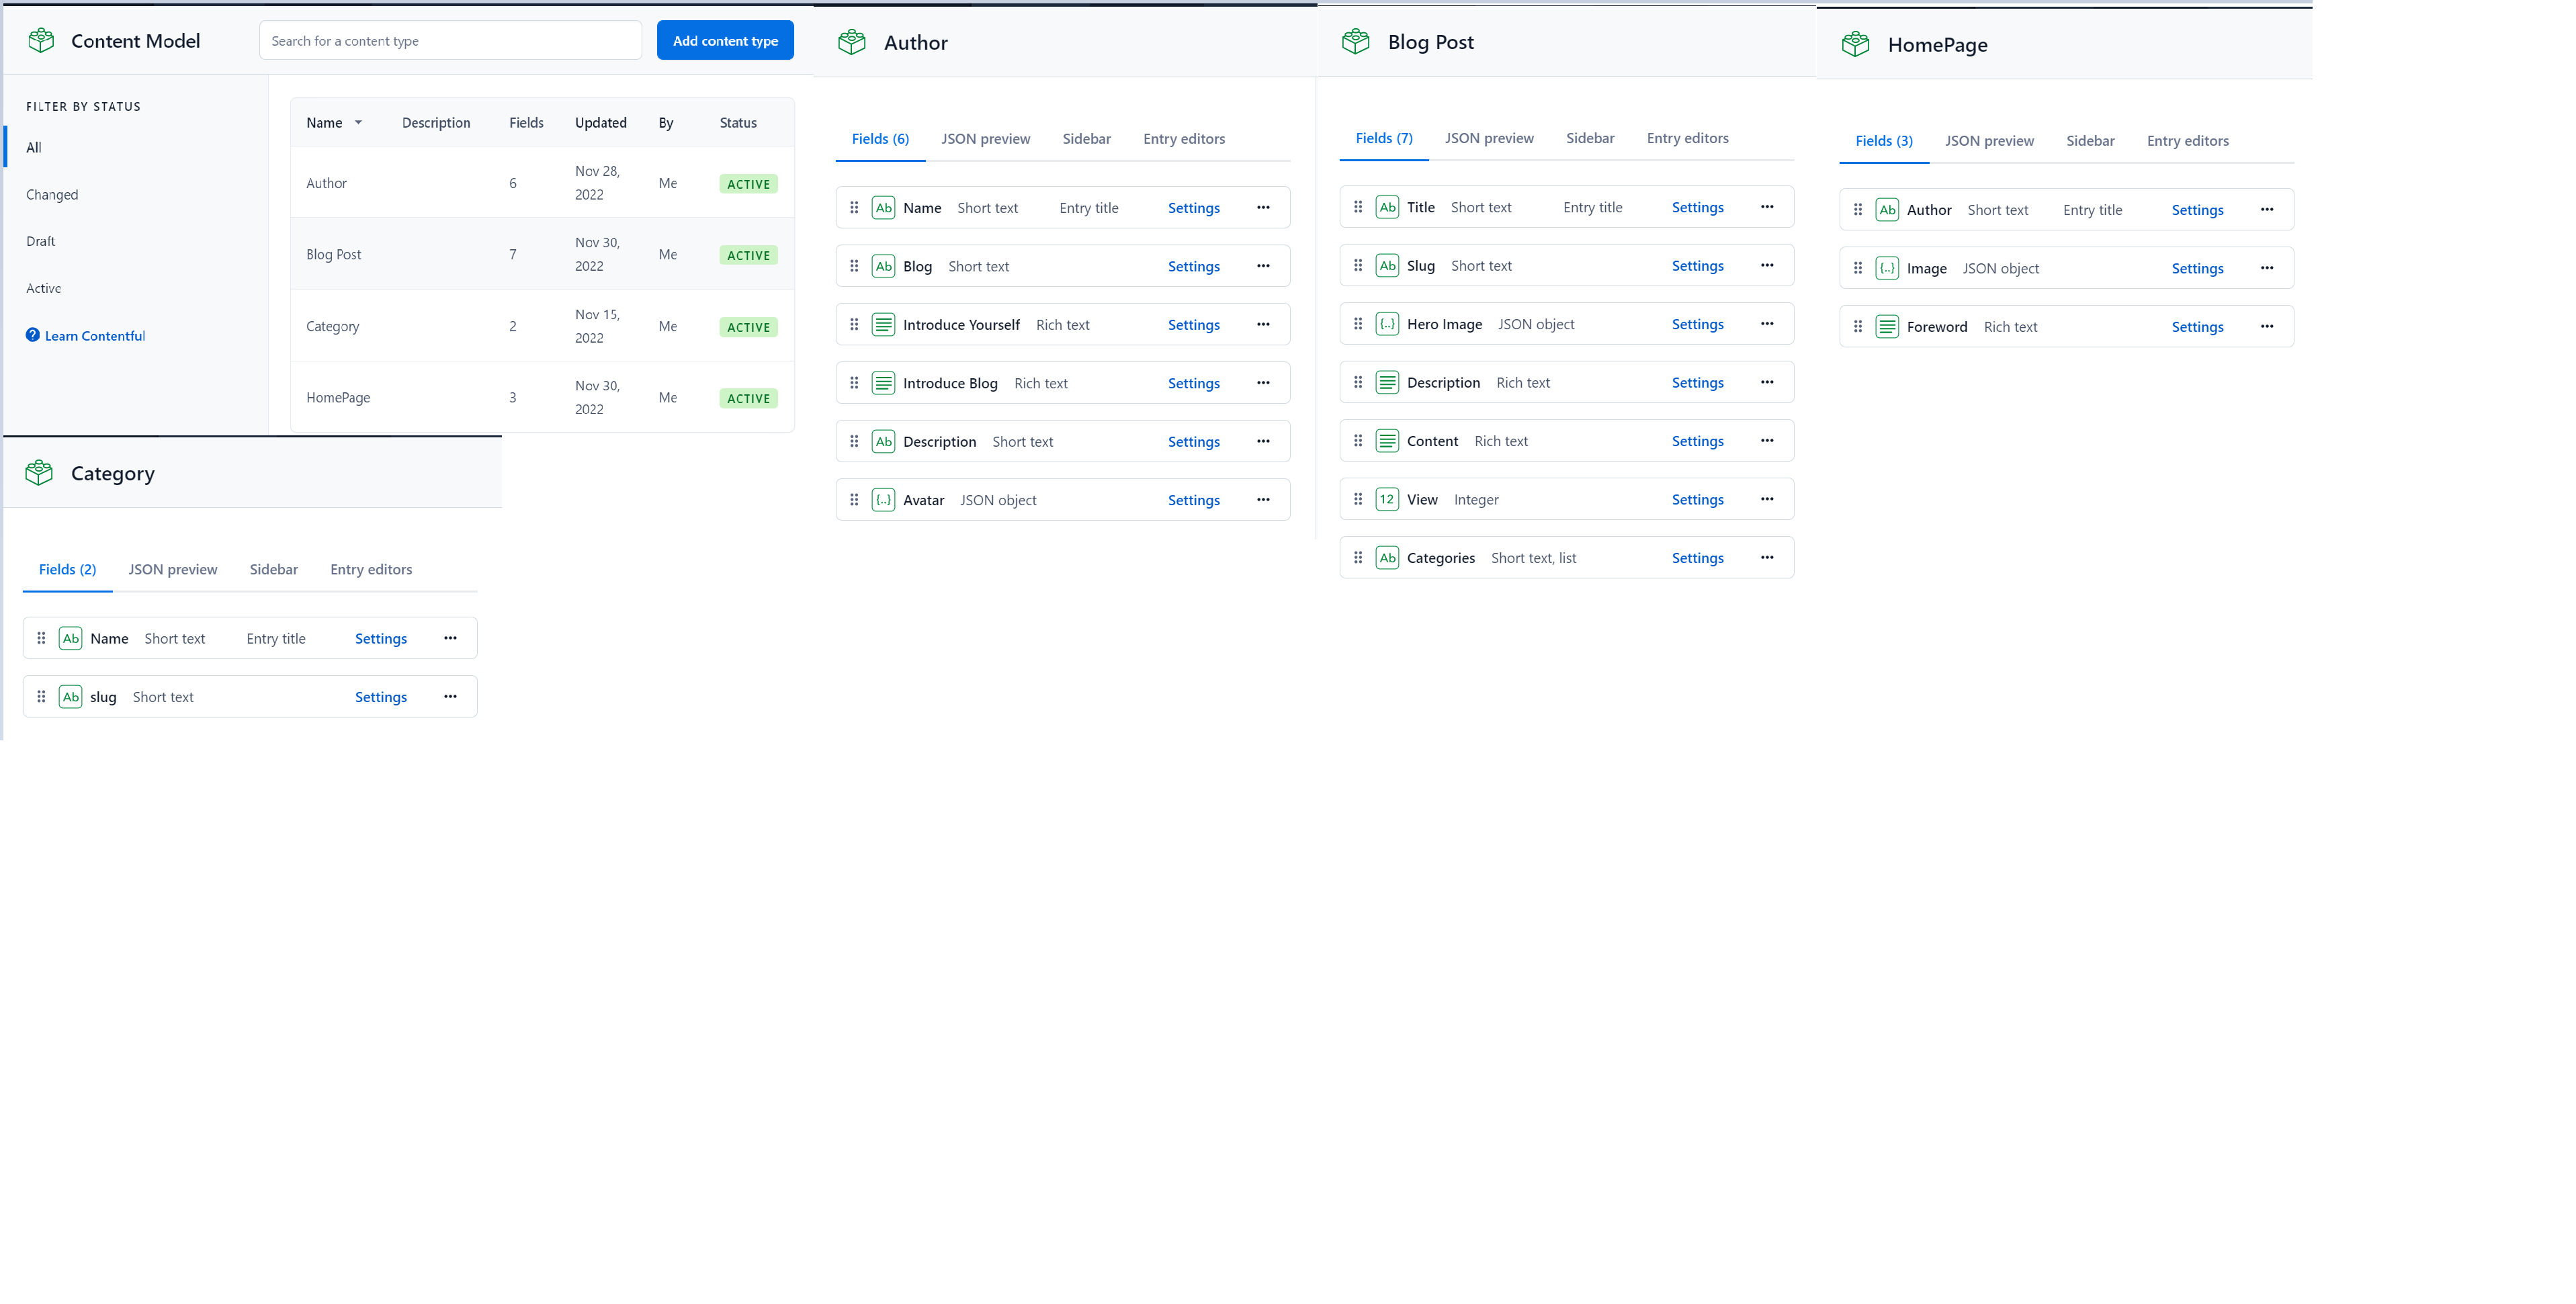 Content Model
Search for a content type
Add content type
FILTER BY STATUS
All
Changed
Draft
Active
Learn Contentful
Name Description Fields Updated By Status
Author 6 Nov 28, 2022 Me ACTIVE
Blog Post 7 Nov 30, 2022 Me ACTIVE
Category 2 Nov 15, 2022 Me ACTIVE
HomePage 3 Nov 30, 2022 Me ACTIVE
Author
Fields (6) JSON preview Sidebar Entry editors
Ab Name Short text Entry title Settings
Ab Blog Short text Settings
Introduce Yourself Rich text Settings
Introduce Blog Rich text Settings
Ab Description Short text Settings
{..} Avatar JSON object Settings
Blog Post
Fields (7) JSON preview Sidebar Entry editors
Ab Title Short text Entry title Settings
Ab Slug Short text Settings
{..} Hero Image JSON object Settings
Description Rich text Settings
Content Rich text Settings
12 View Integer Settings
Ab Categories Short text, list Settings
HomePage
Fields (3) JSON preview Sidebar Entry editors
Ab Author Short text Entry title Settings
{..} Image JSON object Settings
Foreword Rich text Settings
Category
Fields (2) JSON preview Sidebar Entry editors
Ab Name Short text Entry title Settings
Ab slug Short text Settings